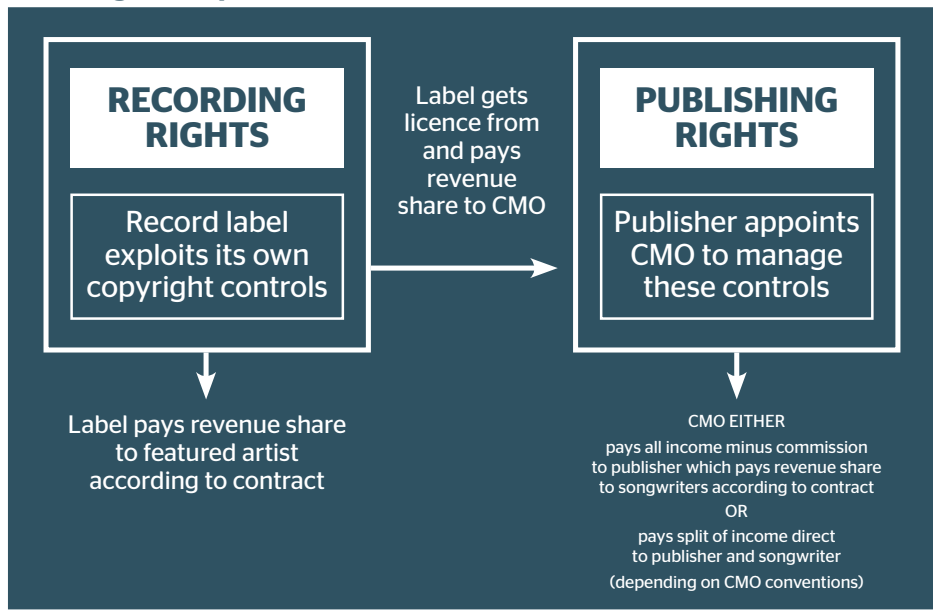 RECORDING
RIGHTS
Record label
exploits its own
copyright controls
Label gets
licence from
and pays
revenue
share to CMO
PUBLISHING
RIGHTS
Publisher appoints
CMO to manage
these controls
Label pays revenue share
to featured artist
according to contract
CMO EITHER
pays all income minus commission
to publisher which pays revenue share
to songwriters according to contract
OR
pays split of income direct
to publisher and songwriter
(depending on CMO conventions)